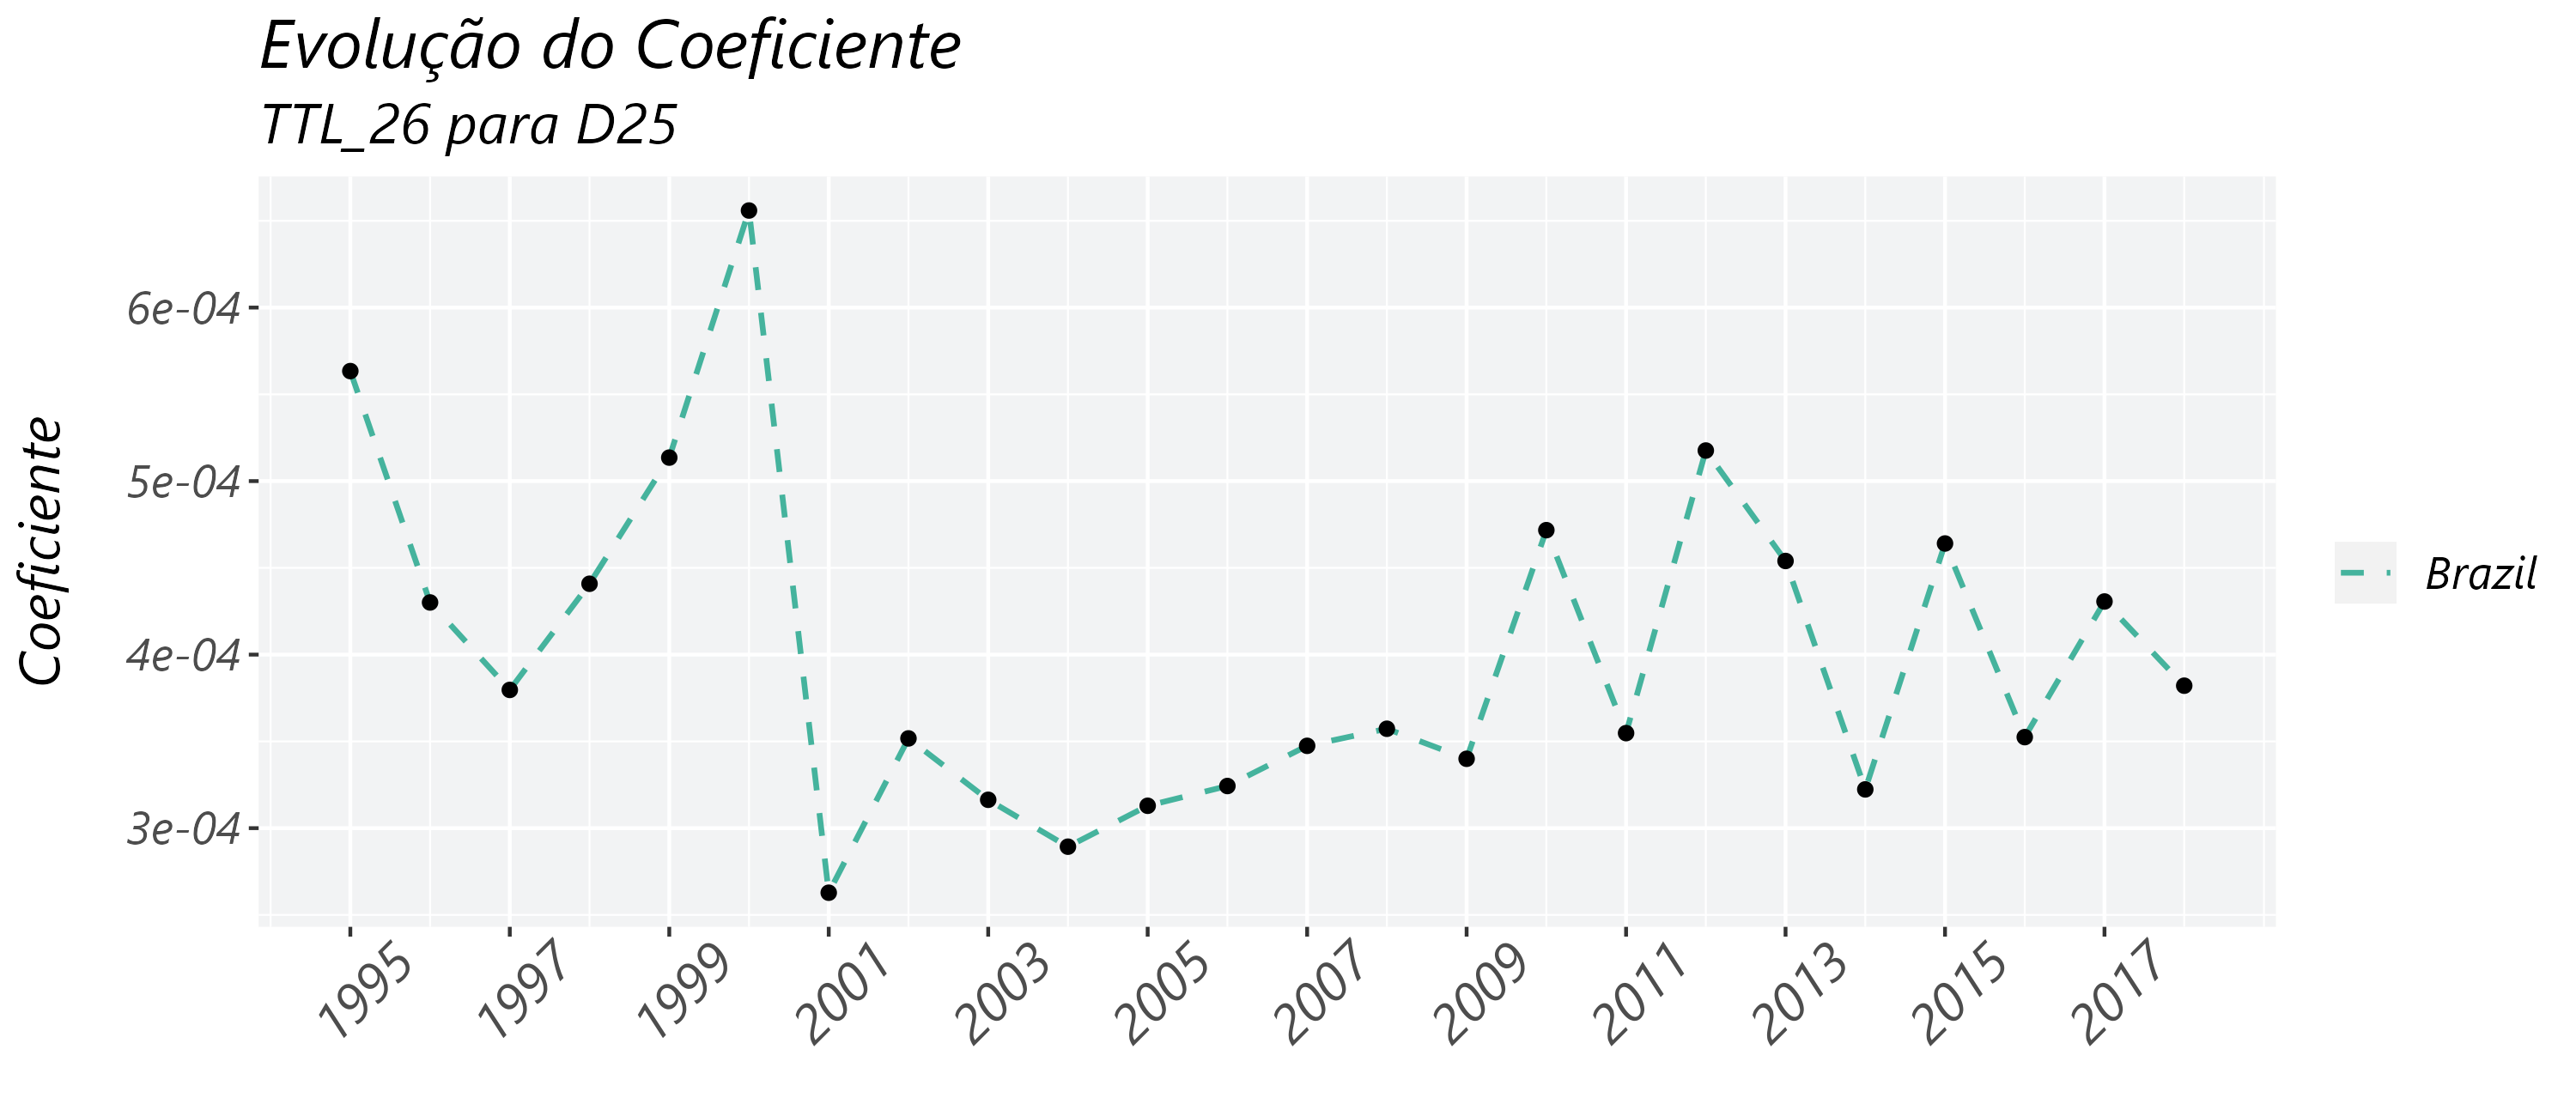 Evolução do Coeficiente
TTL_26 para D25
Coeficiente
6e-04
5e-04
4e-04
3e-04
1995
1997
1999
2001
2003
2005
2007
2009
2011
2013
2015
2017
Brazil